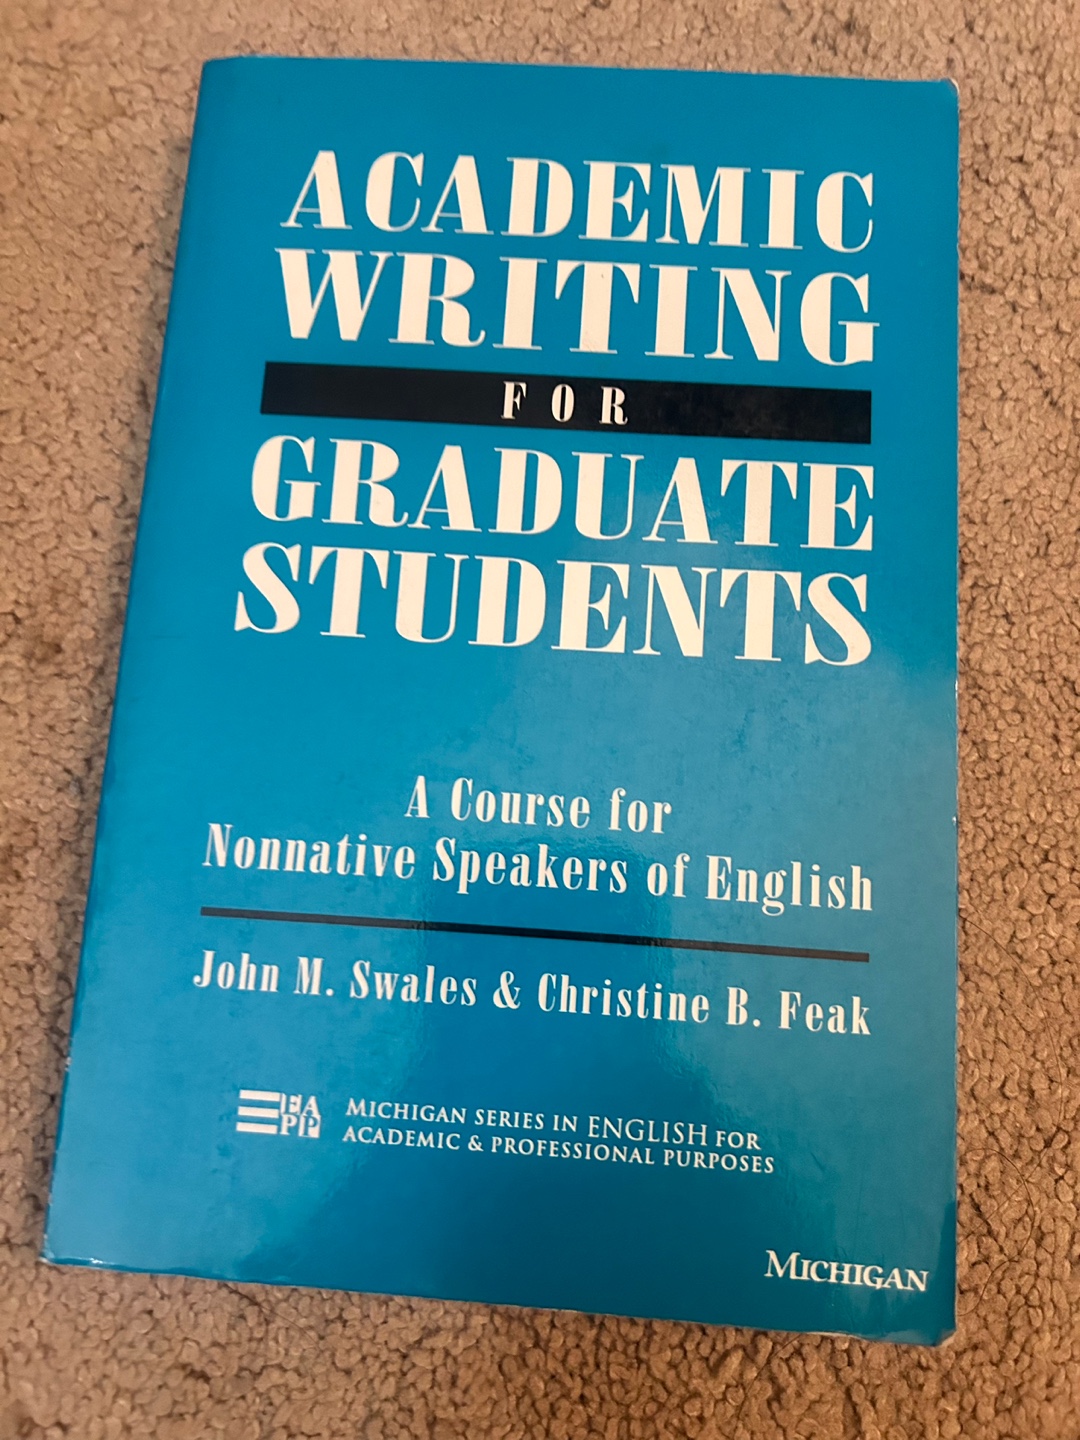 ACADEMIC
WRITING
FOR
GRADUATE
STUDENTS
A Course for
Nonnative Speakers of English
John M. Swales & Christine B. Feak
EA
PP
MICHIGAN SERIES IN ENGLISH FOR
ACADEMIC & PROFESSIONAL PURPOSES
MICHIGAN